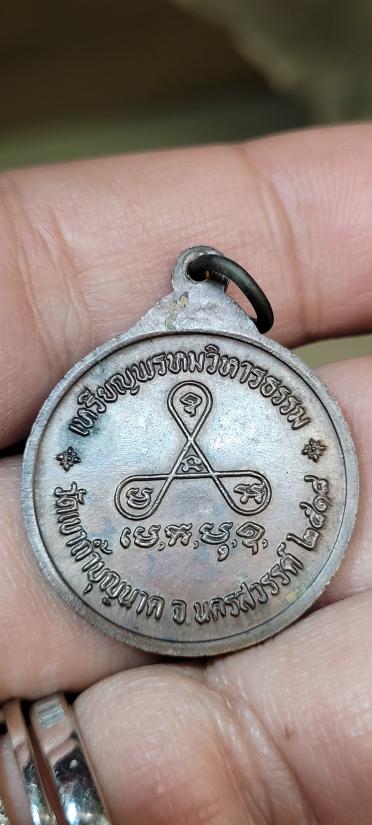 เหรียญพรหมวิหารธรรม
เม,ก,มุ,อุ,
วัดเขาถ้ำบุญนาค จ.นครสวรรค์ ๒๕๑๘